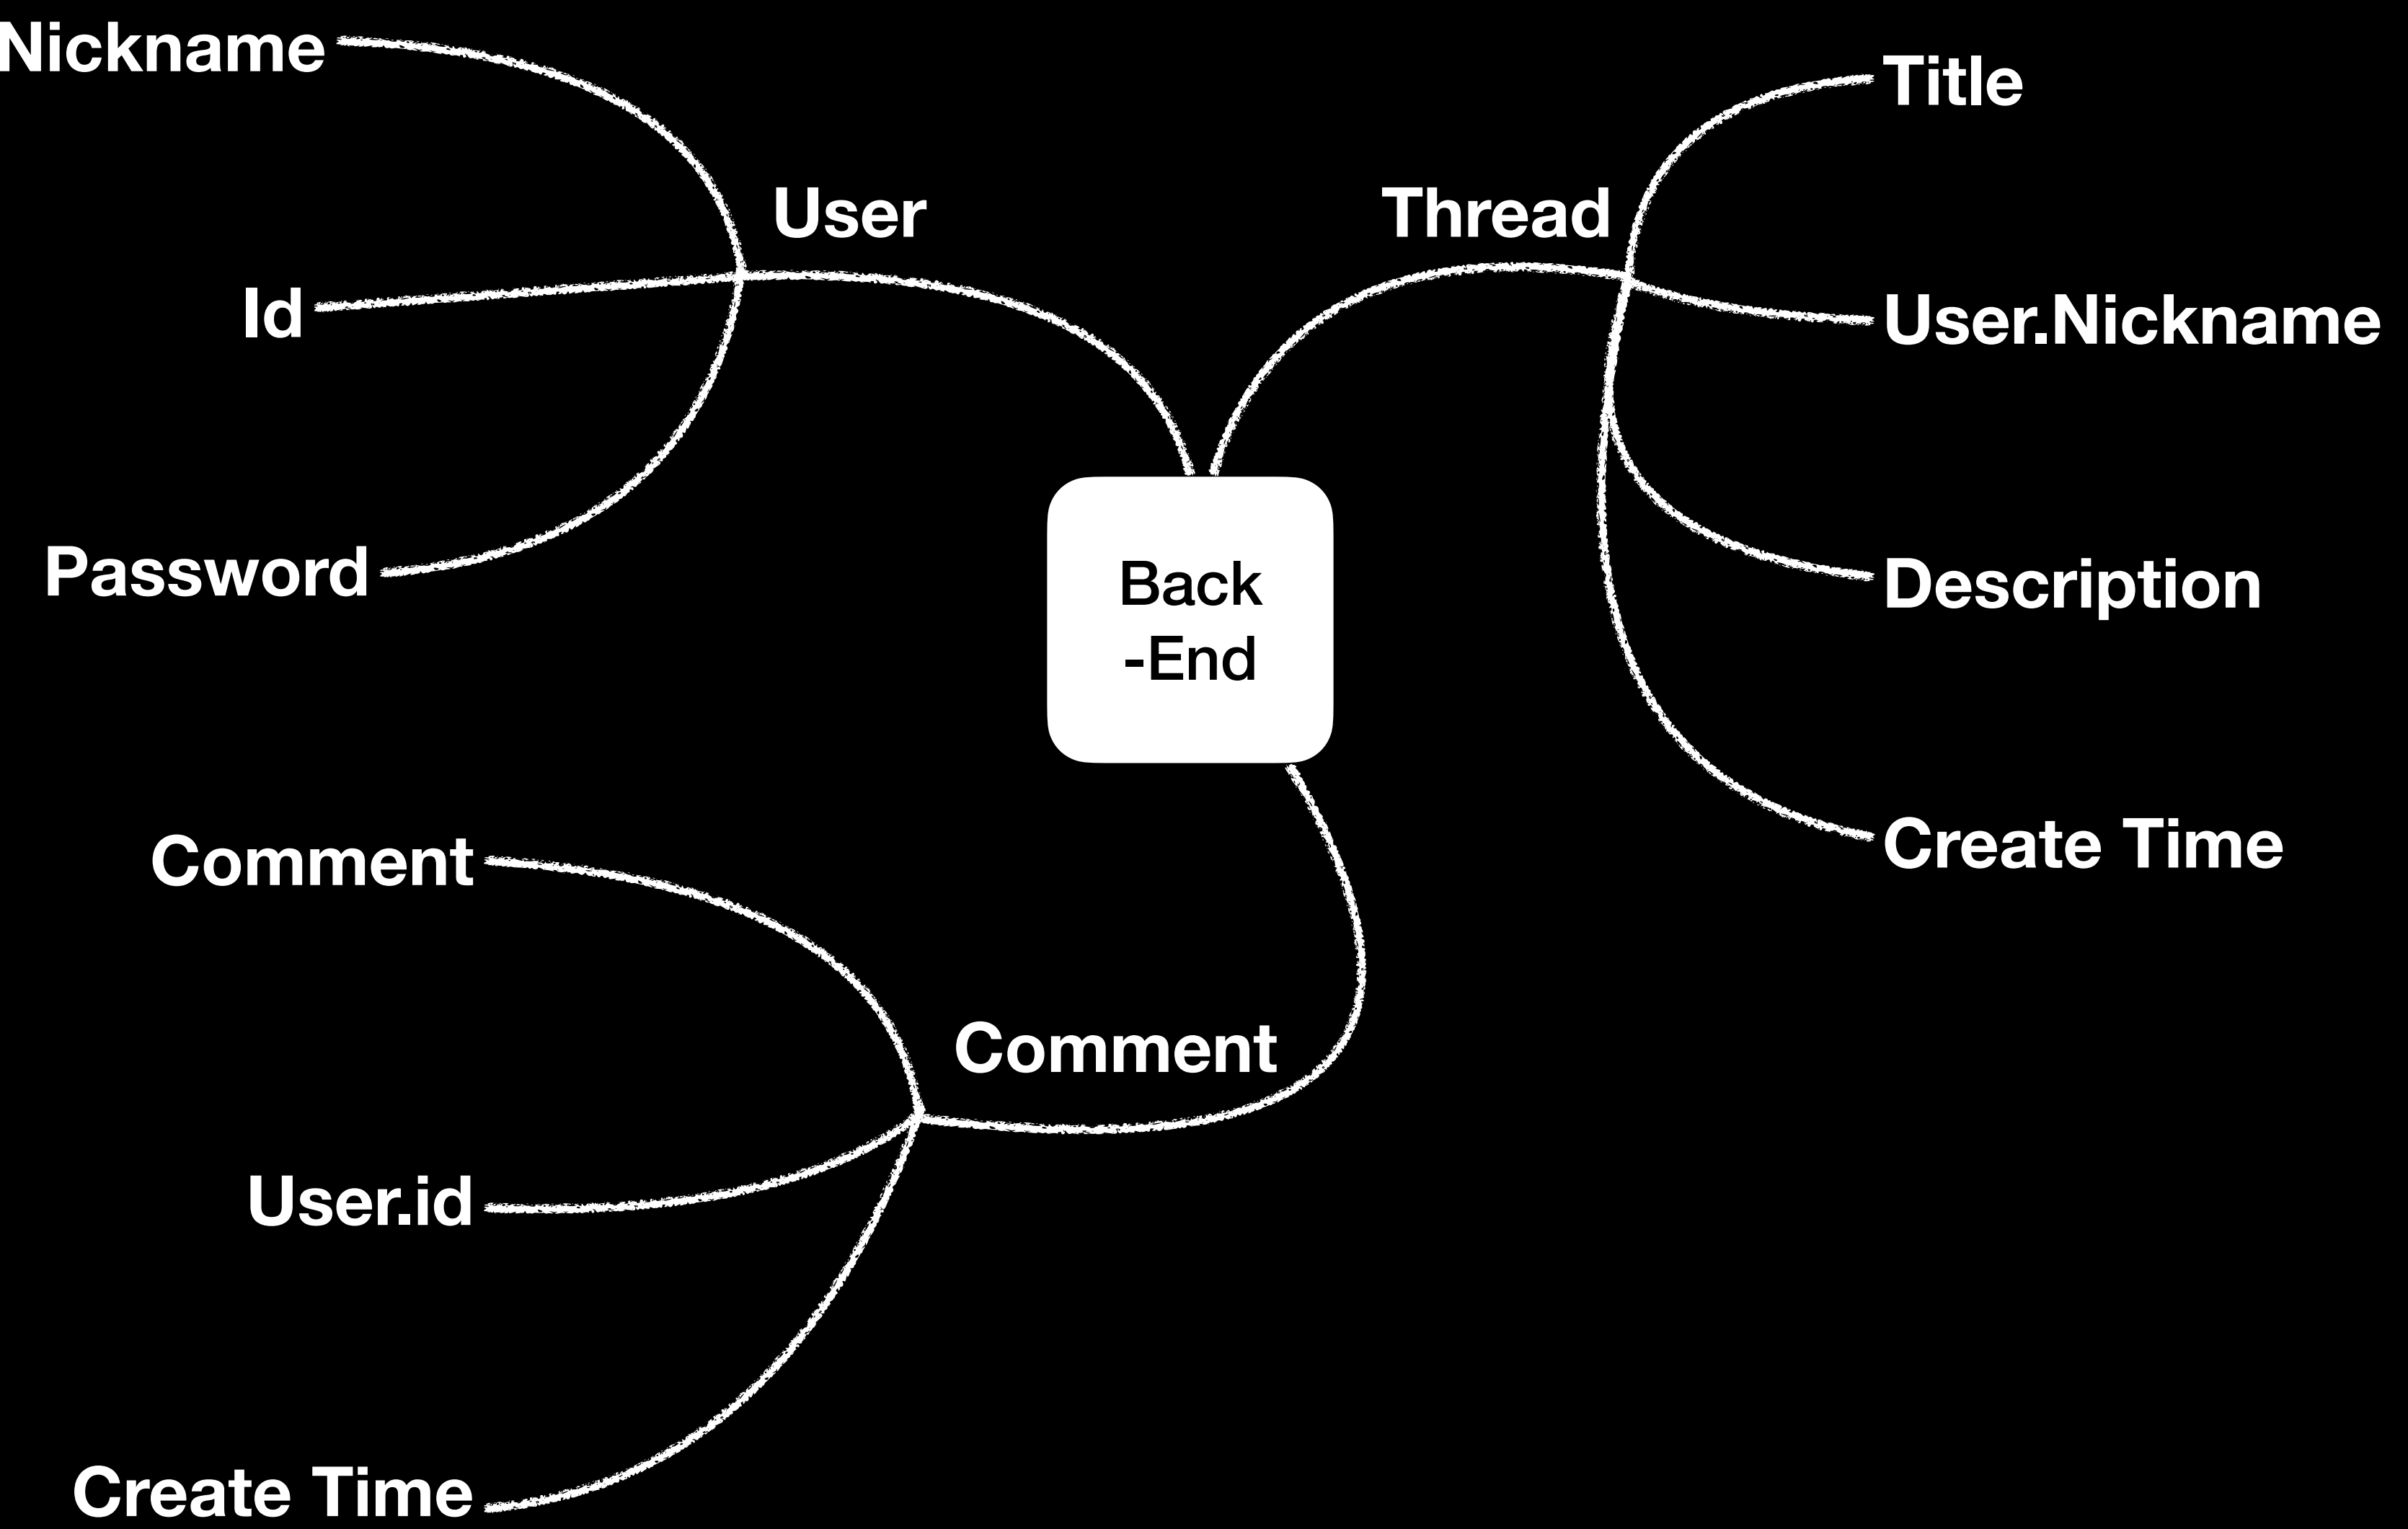 Nickname
Title
User
Thread
Id
User.Nickname
Password
Description
Back
-End
Comment
Create Time
Comment
User.id
Create Time